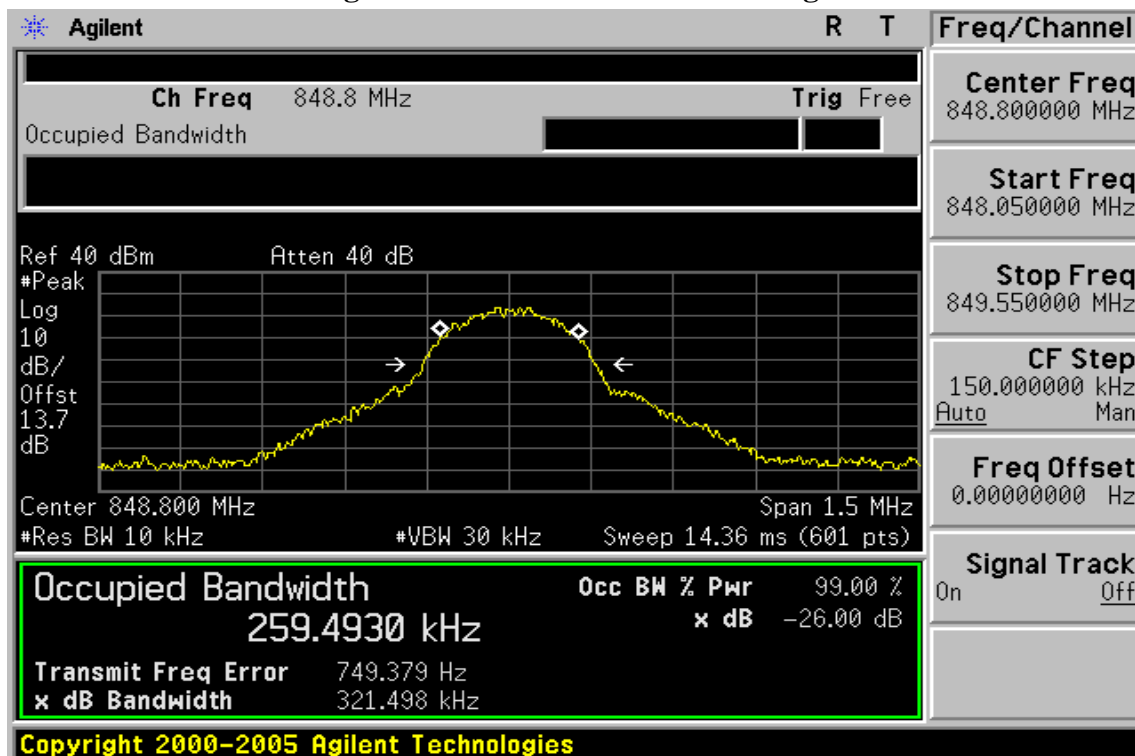 Agilent R T Freq/Channel
Ch Freq 848.8 MHz Trig Free
Occupied Bandwidth
Center Freq
848.800000 MHz
Start Freq
848.050000 MHz
Stop Freq
849.550000 MHz
CF Step
150.000000 kHz
Auto Man
Freq Offset
0.00000000 Hz
Signal Track
On Off
Ref 40 dBm Atten 40 dB
#Peak
Log
10
dB/
Offst
13.7
dB
Center 848.800 MHz Span 1.5 MHz
#Res BW 10 kHz #VBW 30 kHz Sweep 14.36 ms (601 pts)
Occupied Bandwidth Occ BW % Pwr 99.00 %
259.4930 kHz x dB -26.00 dB
Transmit Freq Error 749.379 Hz
x dB Bandwidth 321.498 kHz
Copyright 2000-2005 Agilent Technologies